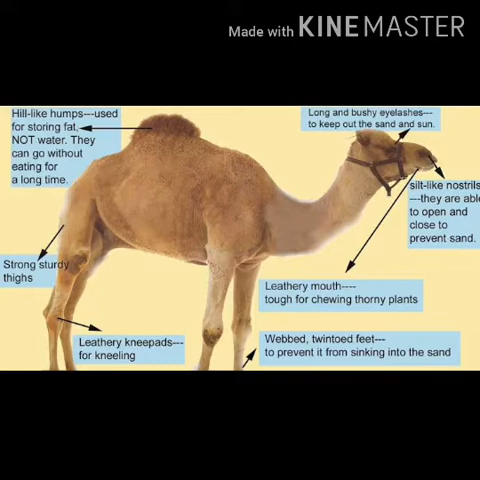 Made with KINEMASTER
Hill-like humps---used
for storing fat,
NOT water. They
can go without
eating for
a long time.
Long and bushy eyelashes---
to keep out the sand and sun.
silt-like nostrils
---they are able
to open and
close to
prevent sand.
Strong sturdy
thighs
Leathery mouth----
tough for chewing thorny plants
Leathery kneepads---
for kneeling
Webbed, twintoed feet---
to prevent it from sinking into the sand